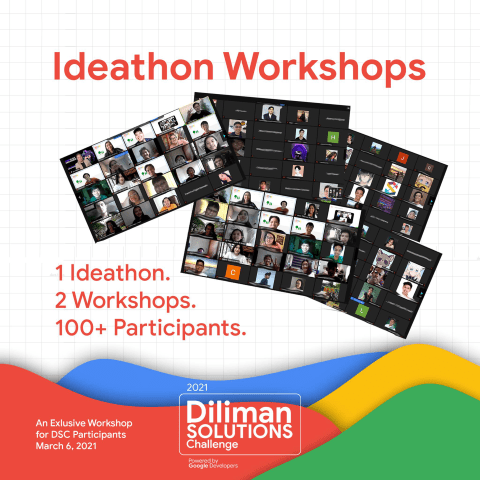 Ideathon Workshops
1 Ideathon.
2 Workshops.
100+ Participants.
2021
Diliman
SOLUTIONS
Challenge
Powered by
Google Developers
An Exlusive Workshop
for DSC Participants
March 6, 2021